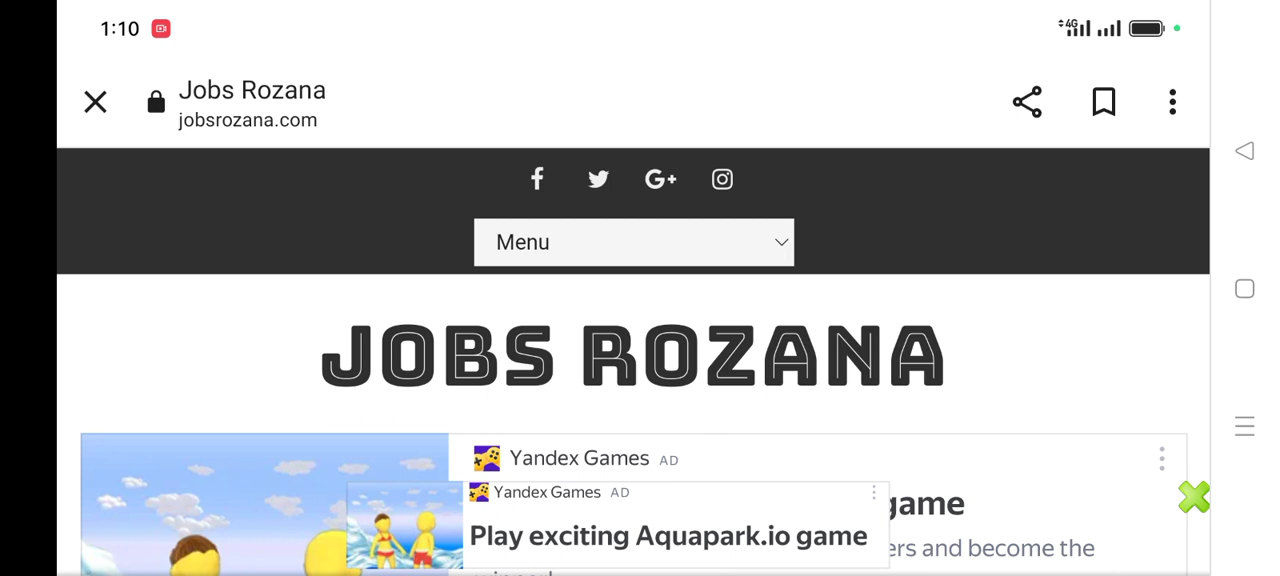 1:10
4G
Jobs Rozana
jobsrozana.com
G+
Menu
JOBS ROZANA
Yandex Games AD
Yandex Games AD
game
Play exciting Aquapark.io game
ers and become the